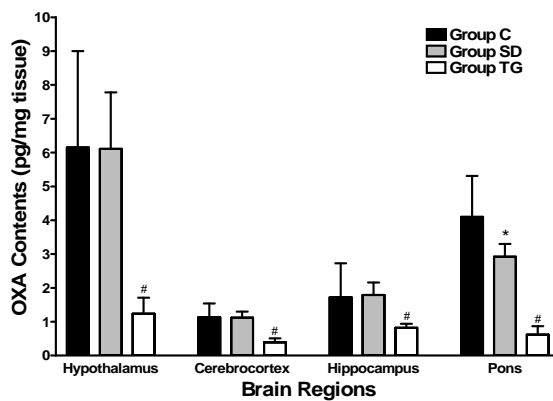 OXA Contents (pg/mg tissue)
10
9
8
7
6
5
4
3
2
1
0
Group C
Group SD
Group TG
#
#
#
*
#
Hypothalamus
Cerebrocortex
Hippocampus
Pons
Brain Regions